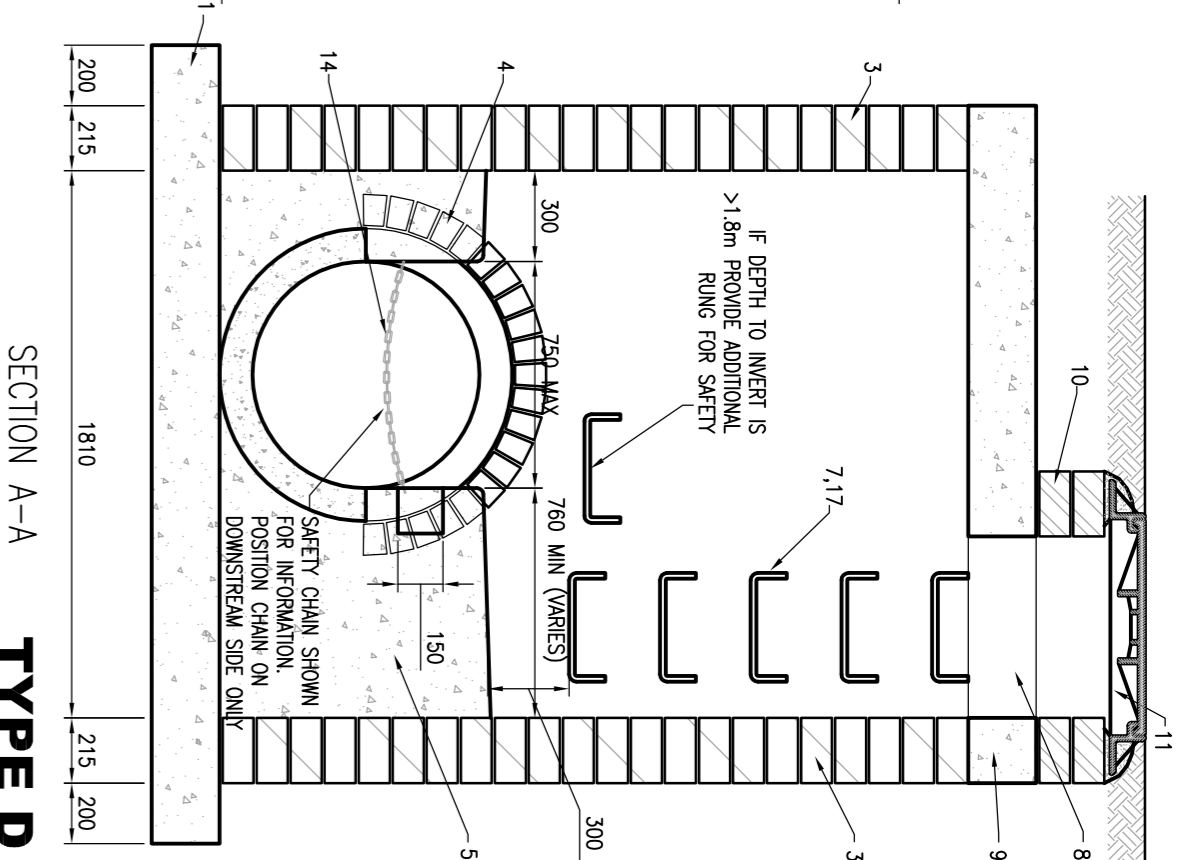 10
11
8
9
3
3
7,17
IF DEPTH TO INVERT IS
>1.8m PROVIDE ADDITIONAL
RUNG FOR SAFETY
4
14
1
300
750 MAX
760 MIN (VARIES)
300
150
5
SAFETY CHAIN SHOWN
FOR INFORMATION.
POSITION CHAIN ON
DOWNSTREAM SIDE ONLY
200
215
1810
215
200
SECTION A-A
TYPE D